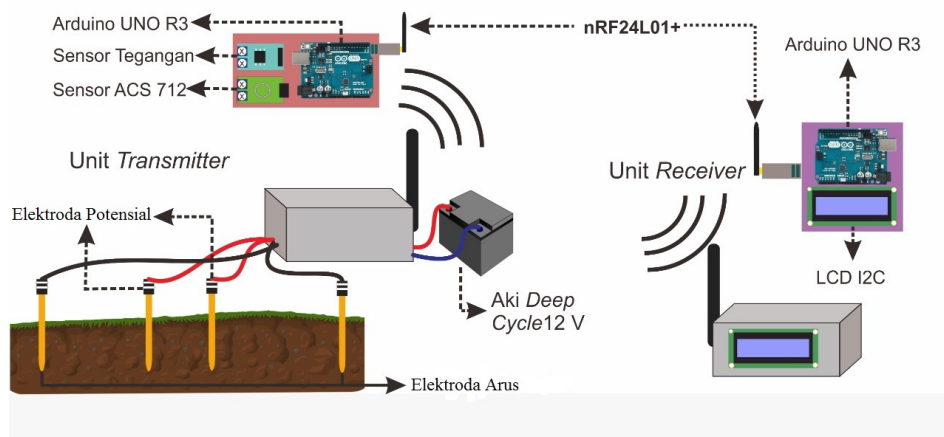 Arduino UNO R3
Sensor Tegangan
Sensor ACS 712
nRF24L01+
Arduino UNO R3
Unit Transmitter
Unit Receiver
Elektroda Potensial
LCD I2C
Aki Deep
Cycle12 V
Elektroda Arus